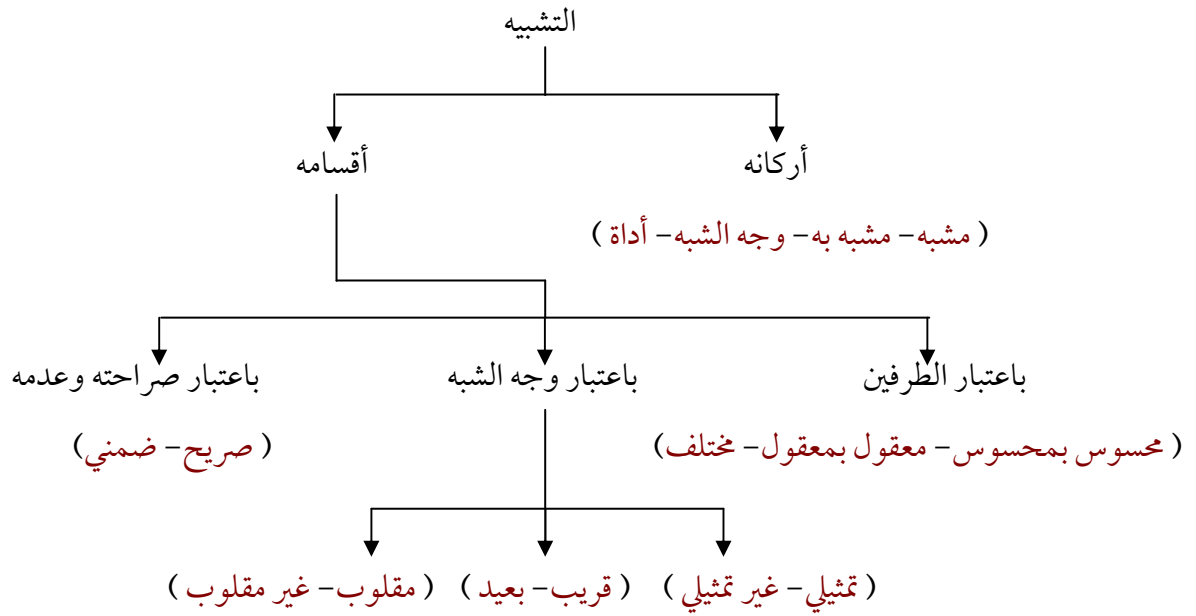 التشبيه
أركانه
أقسامه
( مشبه- مشبه به- وجه الشبه- أداة )
باعتبار الطرفين
باعتبار وجه الشبه
باعتبار صراحته وعدمه
( محسوس بمحسوس- معقول بمعقول- مختلف)
( صريح- ضمني)
( تمثيلي- غير تمثيلي )
( قريب- بعيد )
( مقلوب- غير مقلوب )